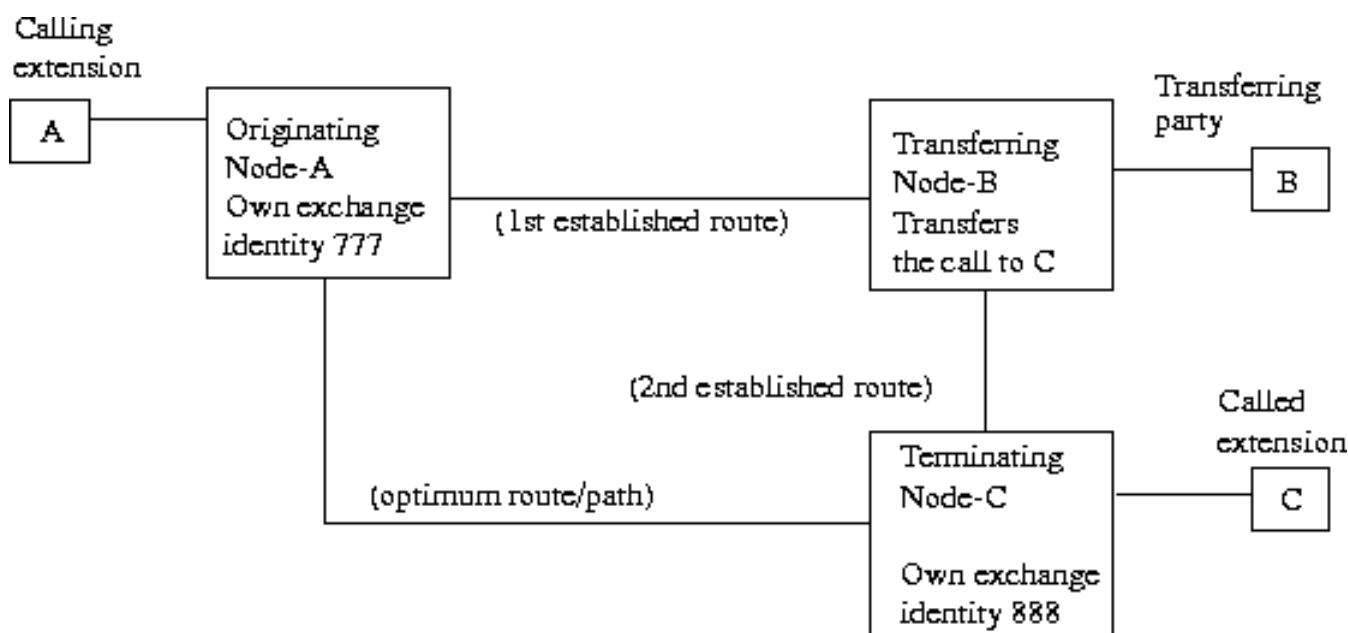 Calling
extension
A
Originating
Node-A
Own exchange
identity 777
(1st established route)
Transferring
Node-B
Transfers
the call to C
Transferring
party
B
(2nd established route)
(optimum route/path)
Terminating
Node-C
Own exchange
identity 888
Called
extension
C